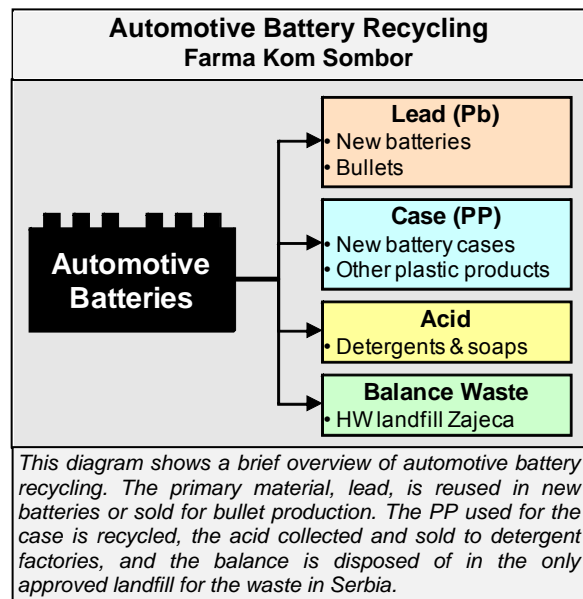 Automotive Battery Recycling
Farma Kom Sombor
Automotive
Batteries
Lead (Pb)
• New batteries
• Bullets
Case (PP)
• New battery cases
• Other plastic products
Acid
• Detergents & soaps
Balance Waste
• HW landfill Zajeca
This diagram shows a brief overview of automotive battery
recycling. The primary material, lead, is reused in new
batteries or sold for bullet production. The PP used for the
case is recycled, the acid collected and sold to detergent
factories, and the balance is disposed of in the only
approved landfill for the waste in Serbia.